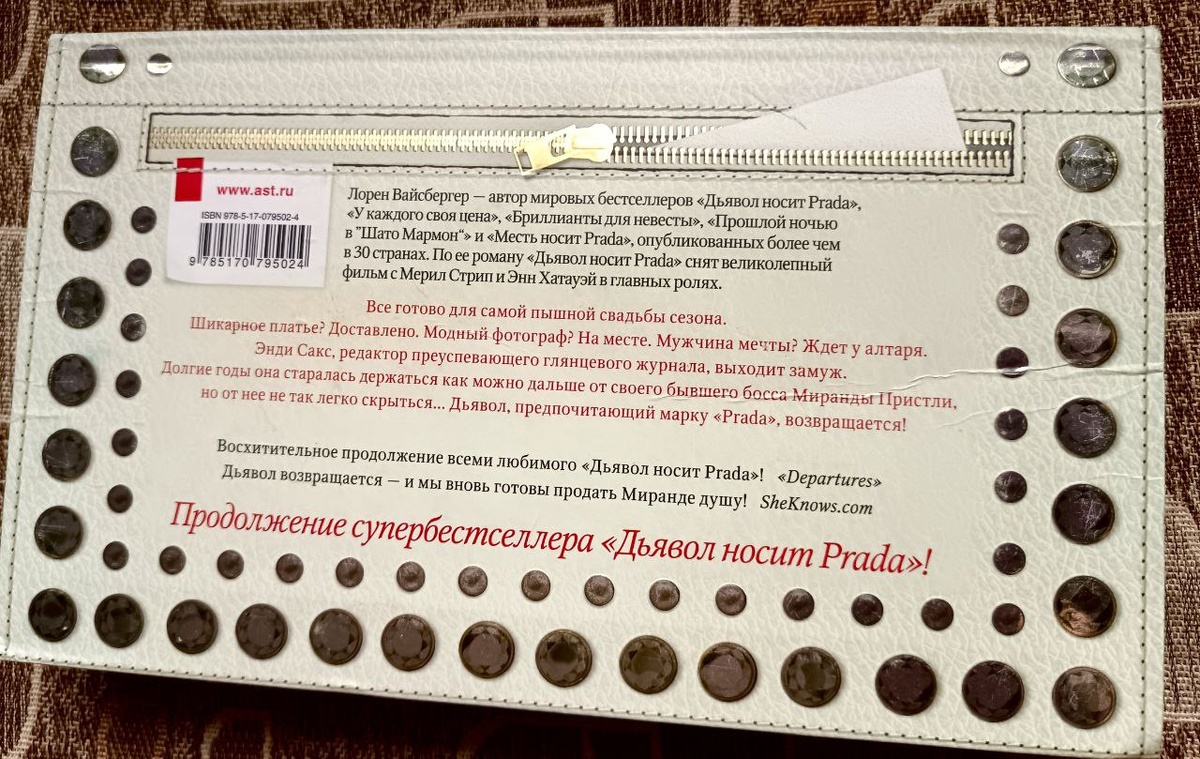 www.ast.ru
ISBN 978-5-17-079502-4
9 785170 795024
Лорен Вайсбергер — автор мировых бестселлеров «Дьявол носит Prada»,
«У каждого своя цена», «Бриллианты для невесты», «Прошлой ночью
в "Шато Мармон“» и «Месть носит Prada», опубликованных более чем
в 30 странах. По ее роману «Дьявол носит Prada» снят великолепный
фильм с Мерил Стрип и Энн Хатауэй в главных ролях.
Все готово для самой пышной свадьбы сезона.
Шикарное платье? Доставлено. Модный фотограф? На месте. Мужчина мечты? Ждет у алтаря.
Энди Сакс, редактор преуспевающего глянцевого журнала, выходит замуж.
Долгие годы она старалась держаться как можно дальше от своего бывшего босса Миранды Пристли,
но от нее не так легко скрыться... Дьявол, предпочитающий марку «Prada», возвращается!
Восхитительное продолжение всеми любимого «Дьявол носит Prada»! «Departures»
Дьявол возвращается — и мы вновь готовы продать Миранде душу! SheKnows.com
Продолжение супербестселлера «Дьявол носит Prada»!